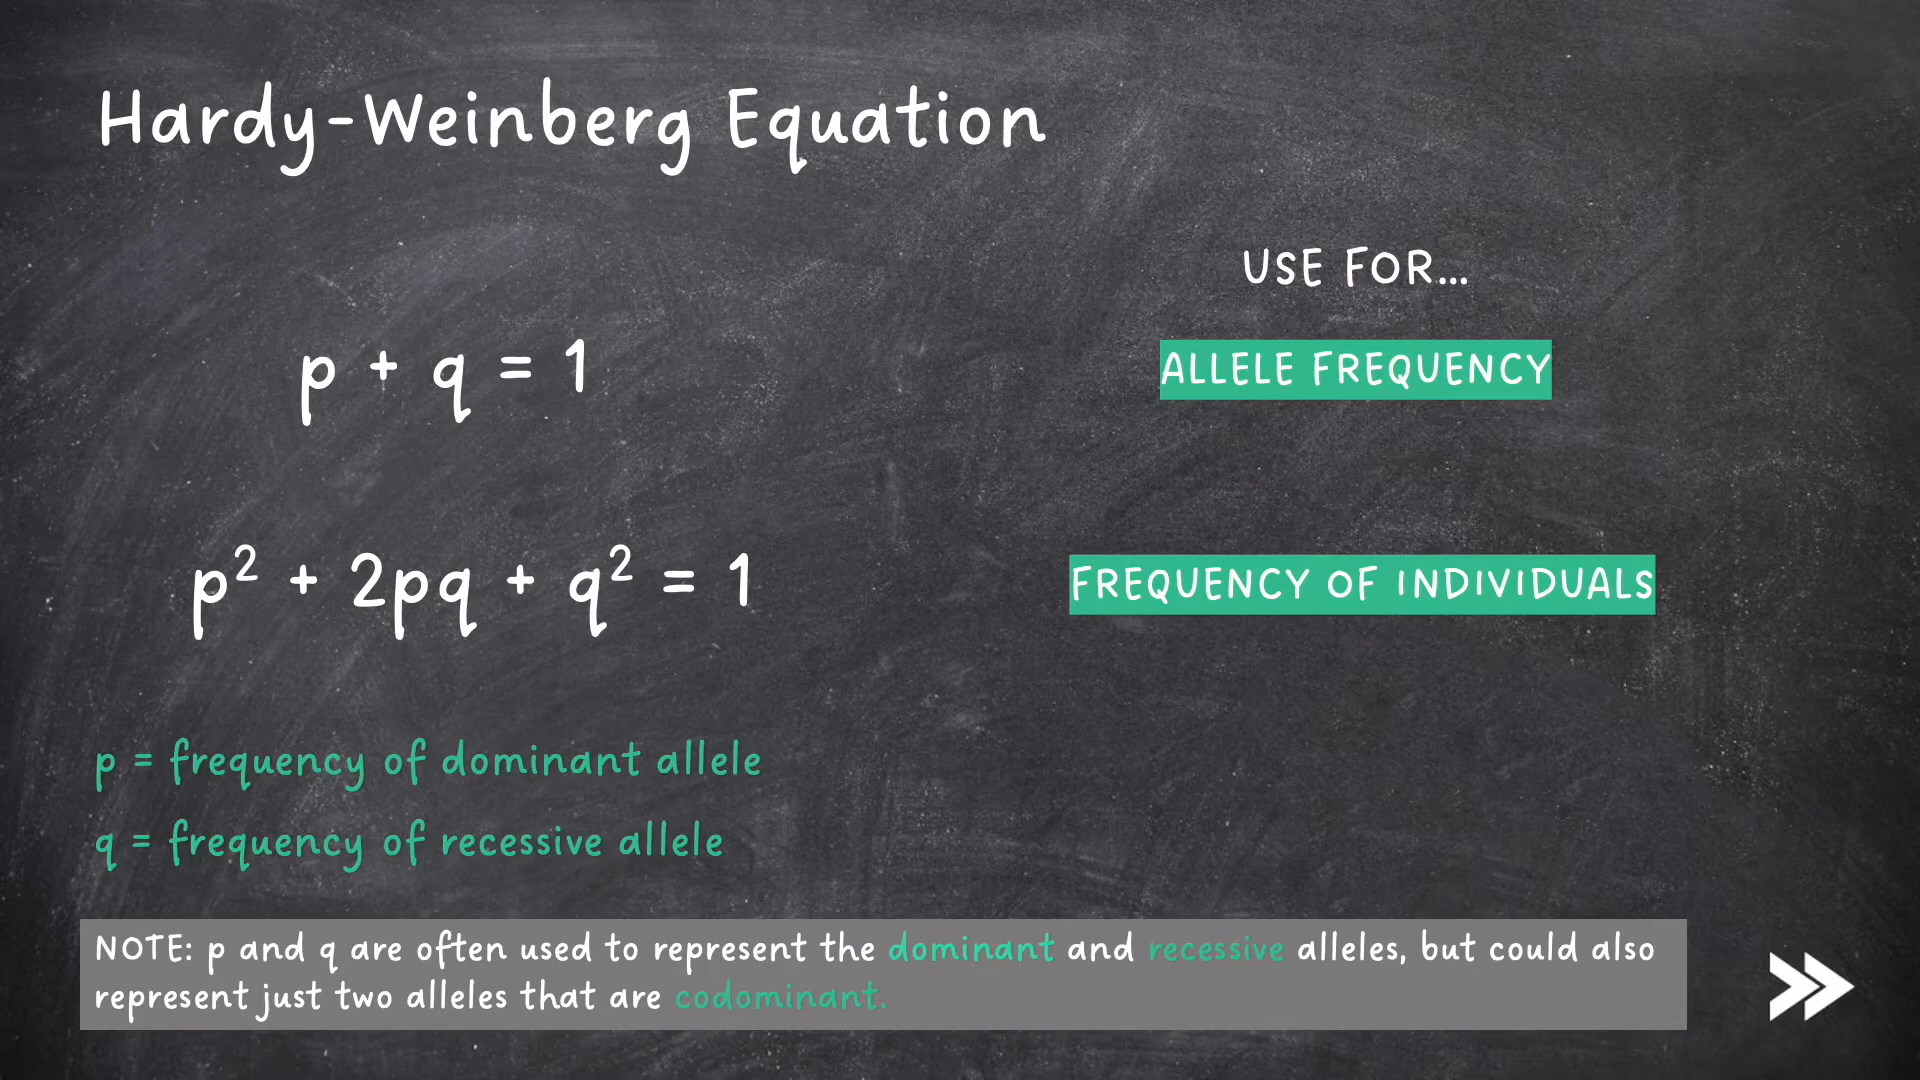 Hardy-Weinberg Equation
USE FOR...
p + q = 1
ALLELE FREQUENCY
p² + 2pq + q² = 1
FREQUENCY OF INDIVIDUALS
p = frequency of dominant allele
q = frequency of recessive allele
NOTE: p and q are often used to represent the dominant and recessive alleles, but could also
represent just two alleles that are codominant.